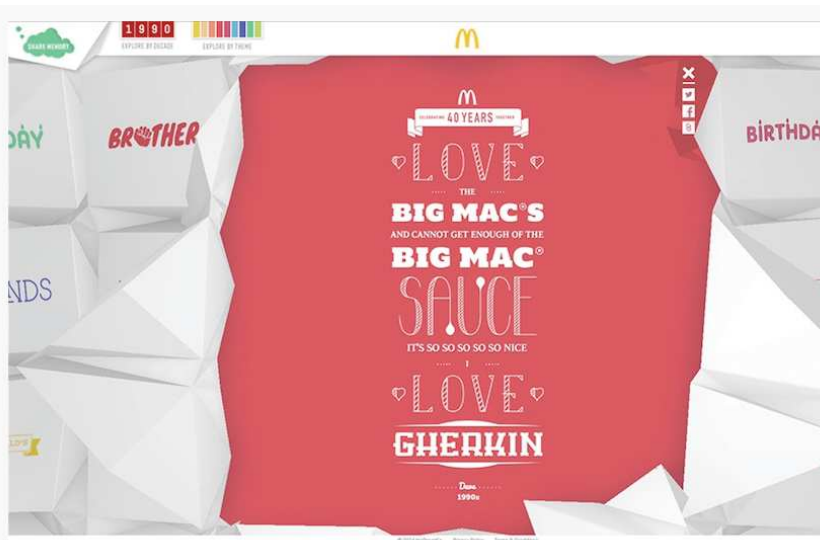 SHARE MEMORY
1990
EXPLORE BY DECADE
EXPLORE BY THEME
DAY
BROTHER
BIRTHDA
NDS
LD'S
CELEBRATING 40 YEARS TOGETHER
LOVE
THE
BIG MAC®'S
AND CANNOT GET ENOUGH OF THE
BIG MAC®
SAUCE
IT'S SO SO SO SO SO NICE
I
LOVE
GHERKIN
Dave
1990s